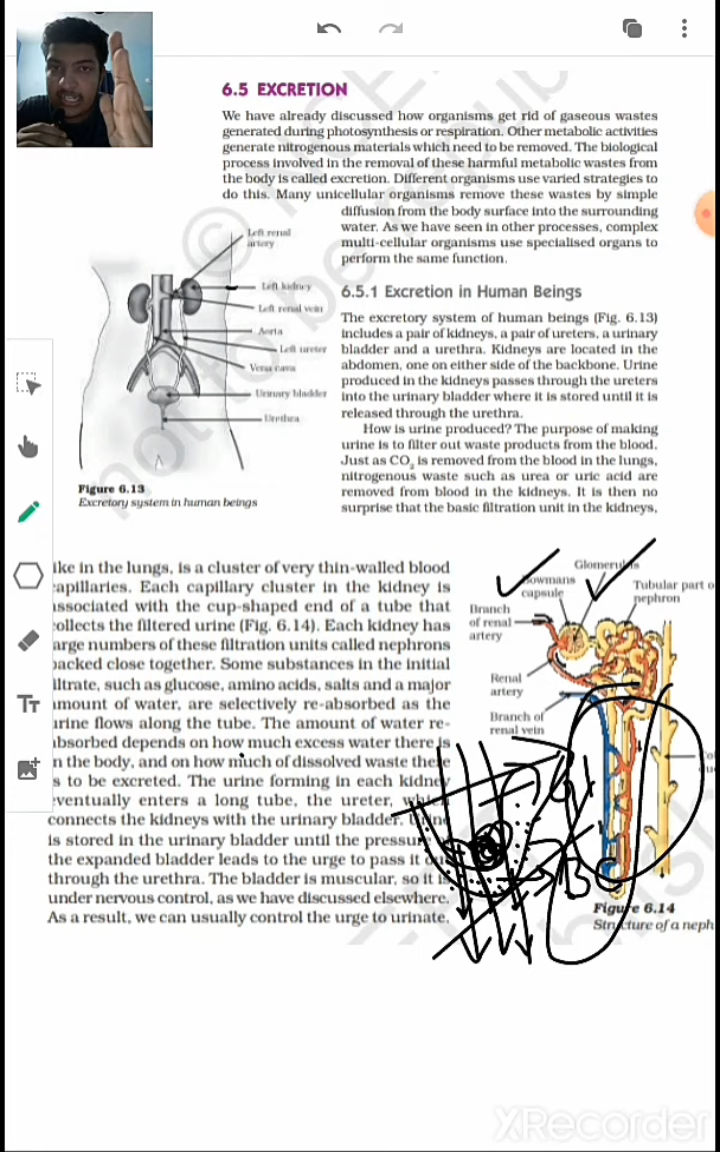 6.5 EXCRETION
We have already discussed how organisms get rid of gaseous wastes
generated during photosynthesis or respiration. Other metabolic activities
generate nitrogenous materials which need to be removed. The biological
process involved in the removal of these harmful metabolic wastes from
the body is called excretion. Different organisms use varied strategies to
do this. Many unicellular organisms remove these wastes by simple
diffusion from the body surface into the surrounding
water. As we have seen in other processes, complex
multi-cellular organisms use specialised organs to
perform the same function.
Left renal
artery
Left kidney
Left renal vein
Aorta
Left ureter
Vena cava
Urinary bladder
Urethra
Figure 6.13
Excretory system in human beings
6.5.1 Excretion in Human Beings
The excretory system of human beings (Fig. 6.13)
includes a pair of kidneys, a pair of ureters, a urinary
bladder and a urethra. Kidneys are located in the
abdomen, one on either side of the backbone. Urine
produced in the kidneys passes through the ureters
into the urinary bladder where it is stored until it is
released through the urethra.
How is urine produced? The purpose of making
urine is to filter out waste products from the blood.
Just as CO₂ is removed from the blood in the lungs,
nitrogenous waste such as urea or uric acid are
removed from blood in the kidneys. It is then no
surprise that the basic filtration unit in the kidneys,
ike in the lungs, is a cluster of very thin-walled blood
apillaries. Each capillary cluster in the kidney is
ssociated with the cup-shaped end of a tube that
ollects the filtered urine (Fig. 6.14). Each kidney has
arge numbers of these filtration units called nephrons
acked close together. Some substances in the initial
iltrate, such as glucose, amino acids, salts and a major
mount of water, are selectively re-absorbed as the
rine flows along the tube. The amount of water re-
bsorbed depends on how much excess water there is
n the body, and on how much of dissolved waste there
s to be excreted. The urine forming in each kidney
ventually enters a long tube, the ureter, which
connects the kidneys with the urinary bladder. Urine
is stored in the urinary bladder until the pressure
the expanded bladder leads to the urge to pass it out
through the urethra. The bladder is muscular, so it is
under nervous control, as we have discussed elsewhere.
As a result, we can usually control the urge to urinate.
Glomerulus
Bowmans
capsule
Tubular part o
nephron
Branch
of renal
artery
Renal
artery
Branch of
renal vein
Figure 6.14
Structure of a neph
TT
XRecorder